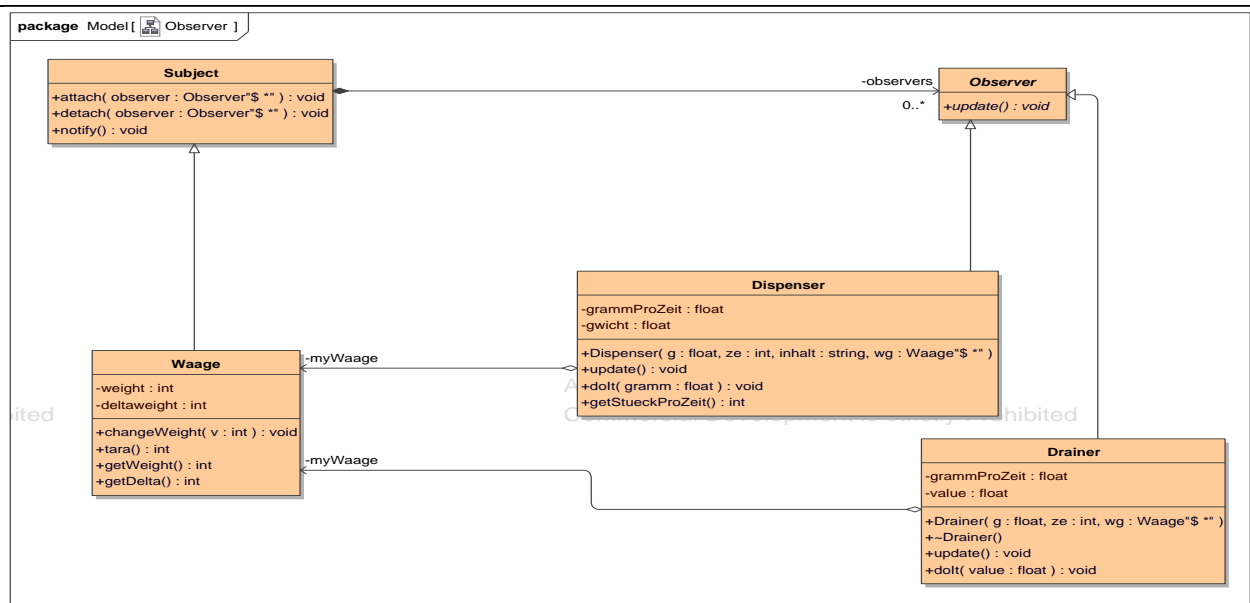 package Model [ Observer ]
Subject
+attach( observer : Observer"$ *" ) : void
+detach( observer : Observer"$ *" ) : void
+notify() : void
-observers
0..*
Observer
+update() : void
Dispenser
-grammProZeit : float
-gwicht : float
+Dispenser( g : float, ze : int, inhalt : string, wg : Waage"$ *" )
+update() : void
+doIt( gramm : float ) : void
+getStueckProZeit() : int
Waage
-weight : int
-deltaweight : int
+changeWeight( v : int ) : void
+tara() : int
+getWeight() : int
+getDelta() : int
-myWaage
-myWaage
Drainer
-grammProZeit : float
-value : float
+Drainer( g : float, ze : int, wg : Waage"$ *" )
+~Drainer()
+update() : void
+doIt( value : float ) : void